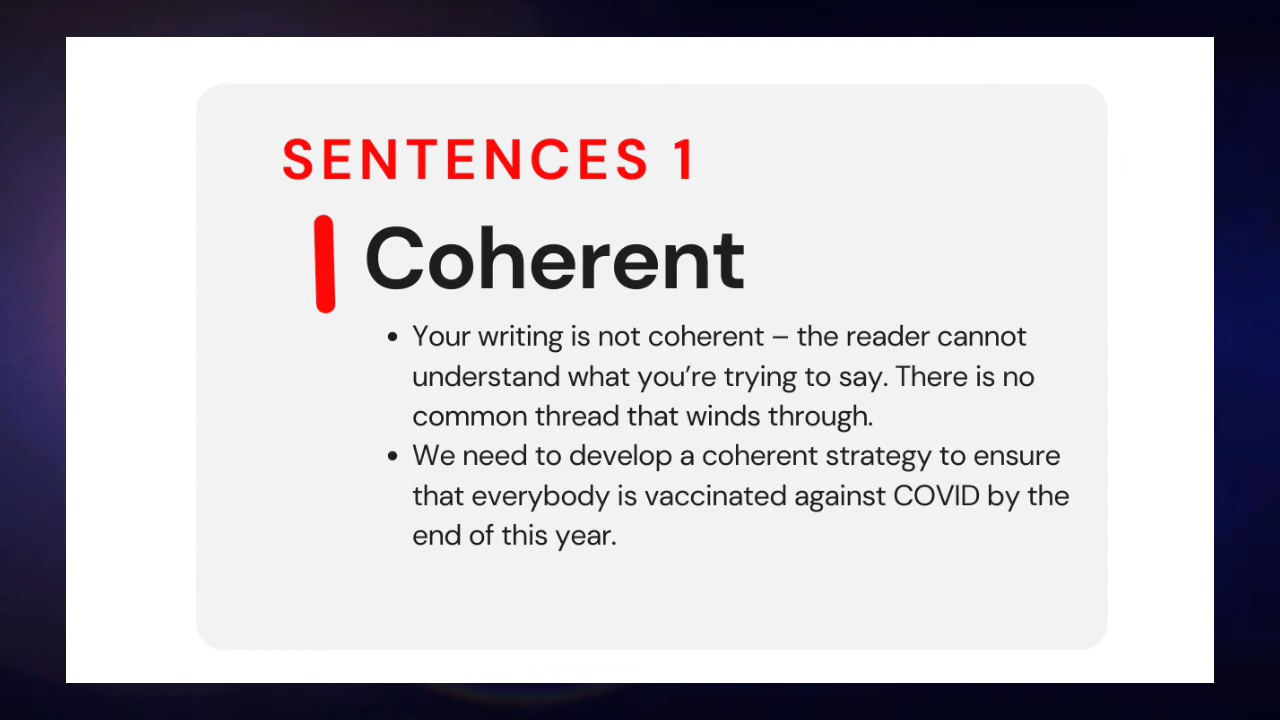 SENTENCES 1
Coherent
• Your writing is not coherent – the reader cannot
understand what you’re trying to say. There is no
common thread that winds through.
• We need to develop a coherent strategy to ensure
that everybody is vaccinated against COVID by the
end of this year.